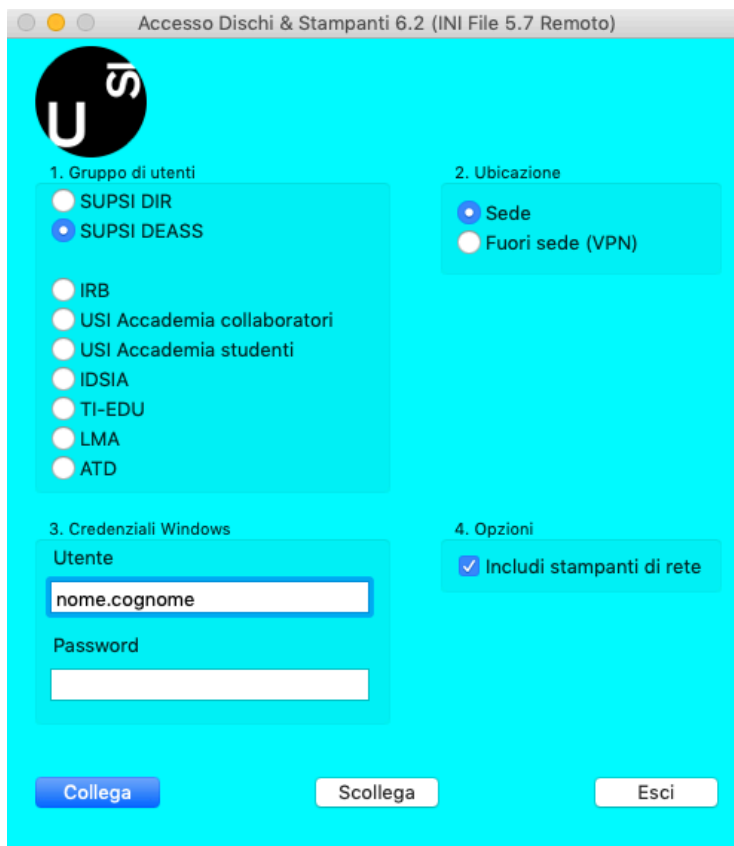 Accesso Dischi & Stampanti 6.2 (INI File 5.7 Remoto)
U SI
1. Gruppo di utenti
SUPSI DIR
SUPSI DEASS
IRB
USI Accademia collaboratori
USI Accademia studenti
IDSIA
TI-EDU
LMA
ATD
2. Ubicazione
Sede
Fuori sede (VPN)
3. Credenziali Windows
Utente
nome.cognome
Password
4. Opzioni
Includi stampanti di rete
Collega
Scollega
Esci